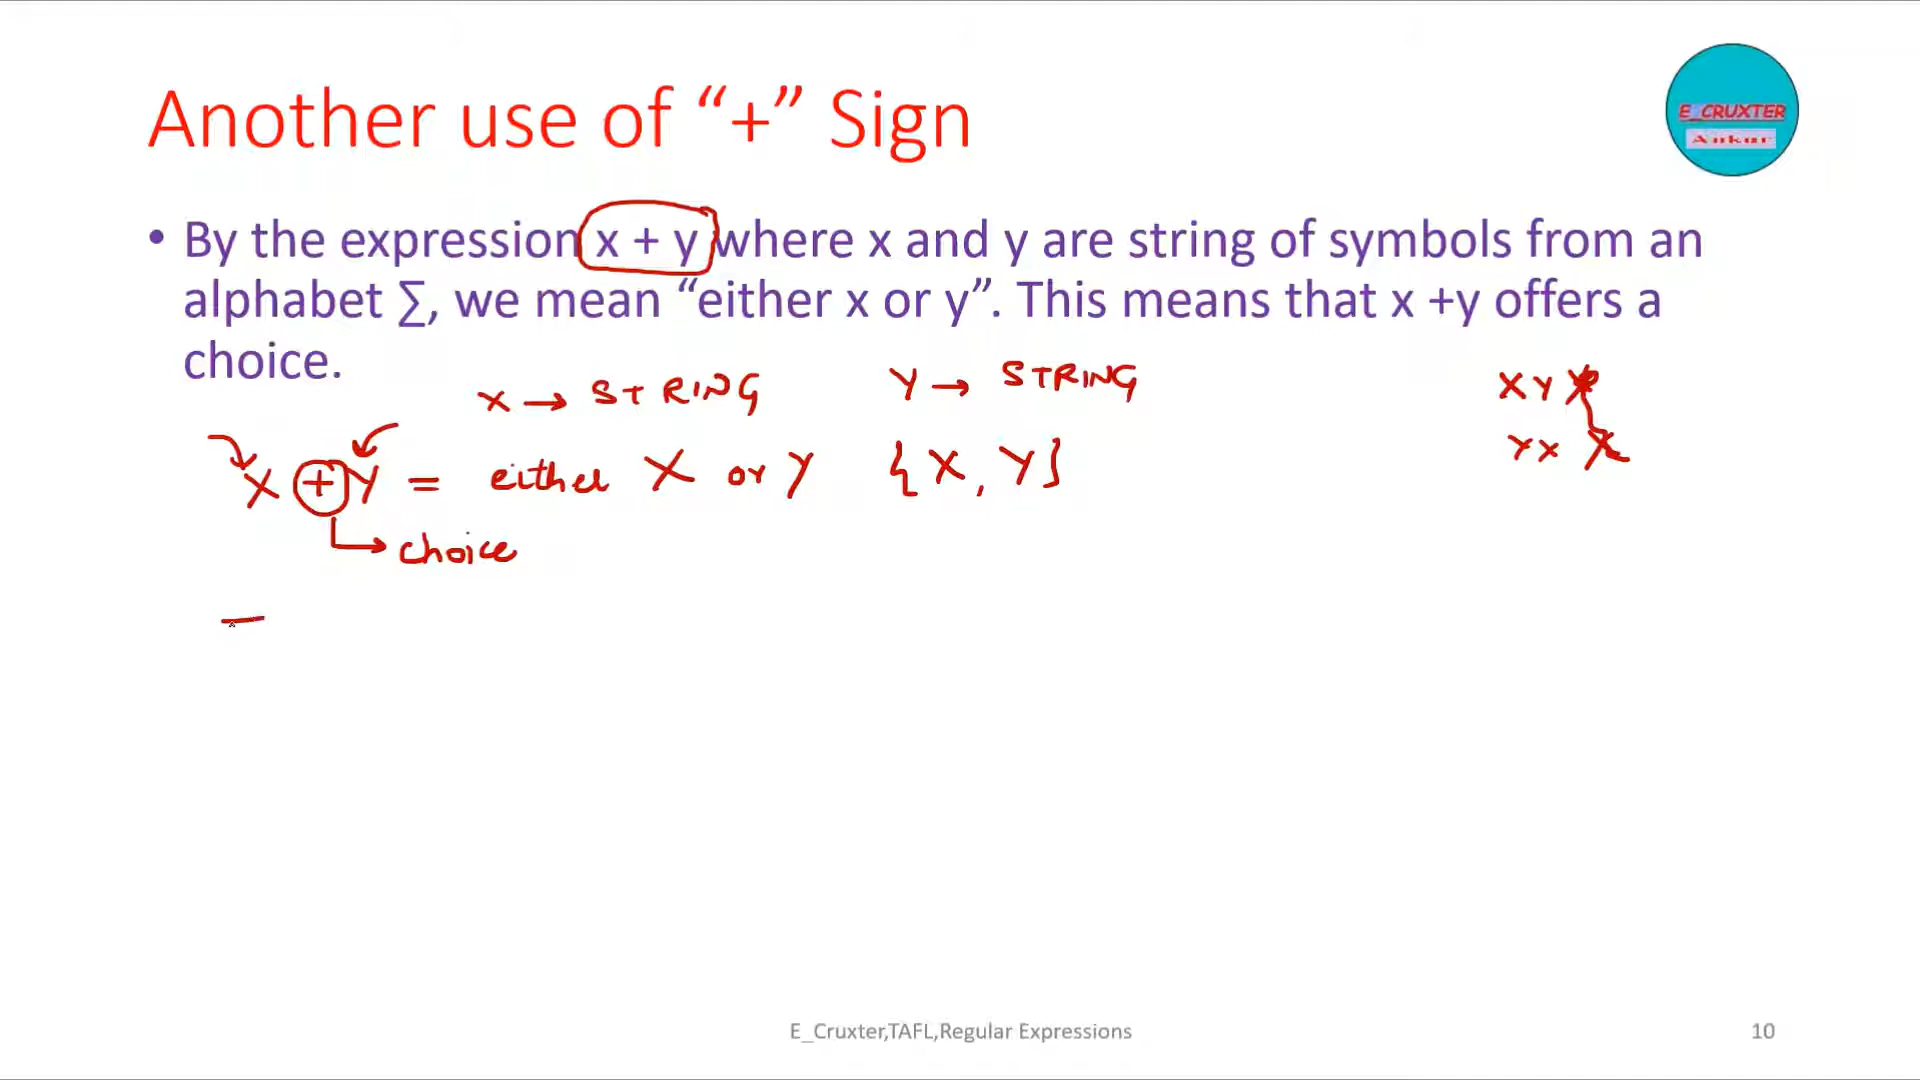 Another use of “+” Sign
E_CRUXTER
Ankur
• By the expression x + y where x and y are string of symbols from an
alphabet ∑, we mean “either x or y”. This means that x +y offers a
choice.
X → STRING Y → STRING
X + Y = either X or Y {X, Y}
choice
XY
YX
E_Cruxter,TAFL,Regular Expressions
10